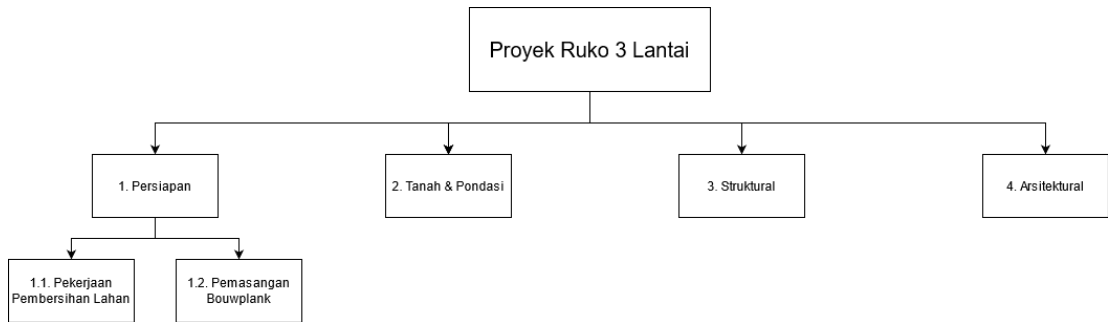 Proyek Ruko 3 Lantai
1. Persiapan
2. Tanah & Pondasi
3. Struktural
4. Arsitektural
1.1. Pekerjaan
Pembersihan Lahan
1.2. Pemasangan
Bouwplank